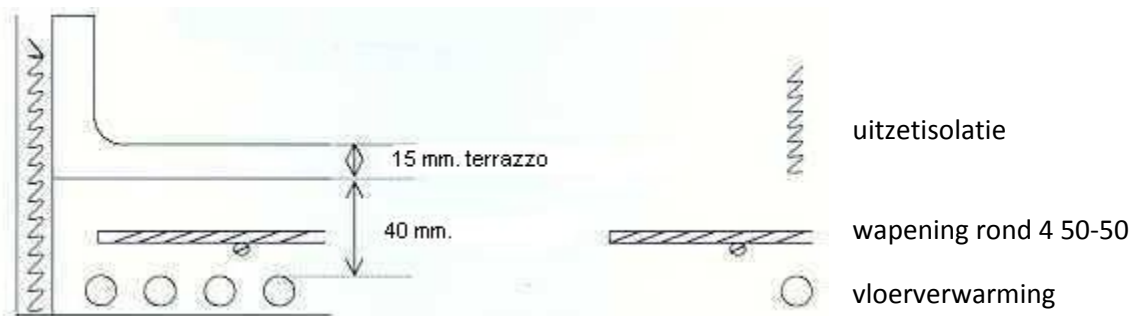 uitzetisolatie
15 mm. terrazzo
40 mm.
wapening rond 4 50-50
vloerverwarming